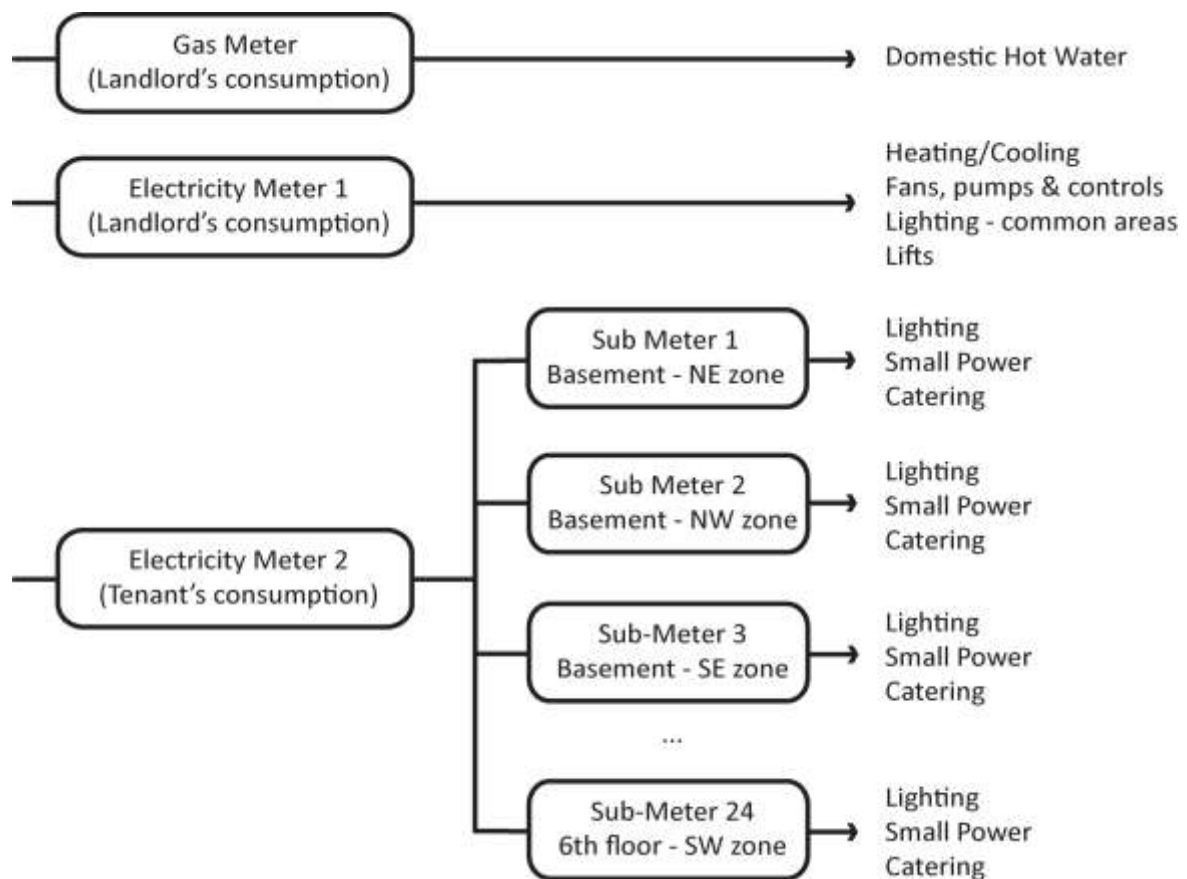 Gas Meter
(Landlord's consumption)
Domestic Hot Water
Electricity Meter 1
(Landlord's consumption)
Heating/Cooling
Fans, pumps & controls
Lighting - common areas
Lifts
Electricity Meter 2
(Tenant's consumption)
Sub Meter 1
Basement - NE zone
Lighting
Small Power
Catering
Sub Meter 2
Basement - NW zone
Lighting
Small Power
Catering
Sub-Meter 3
Basement - SE zone
Lighting
Small Power
Catering
...
Sub-Meter 24
6th floor - SW zone
Lighting
Small Power
Catering